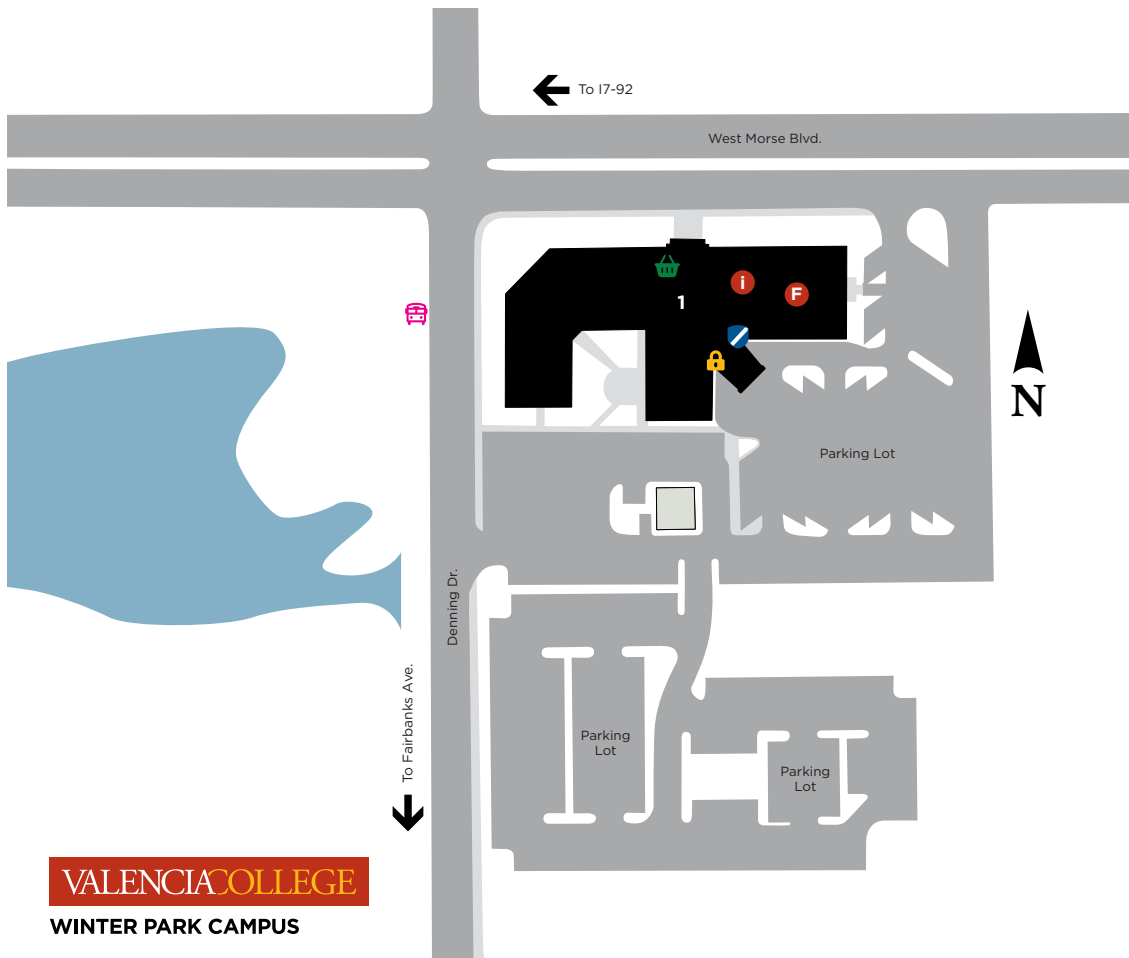 To I7-92
West Morse Blvd.
i
F
1
N
Parking Lot
Denning Dr.
To Fairbanks Ave.
Parking
Lot
Parking
Lot
VALENCIACOLLEGE
WINTER PARK CAMPUS